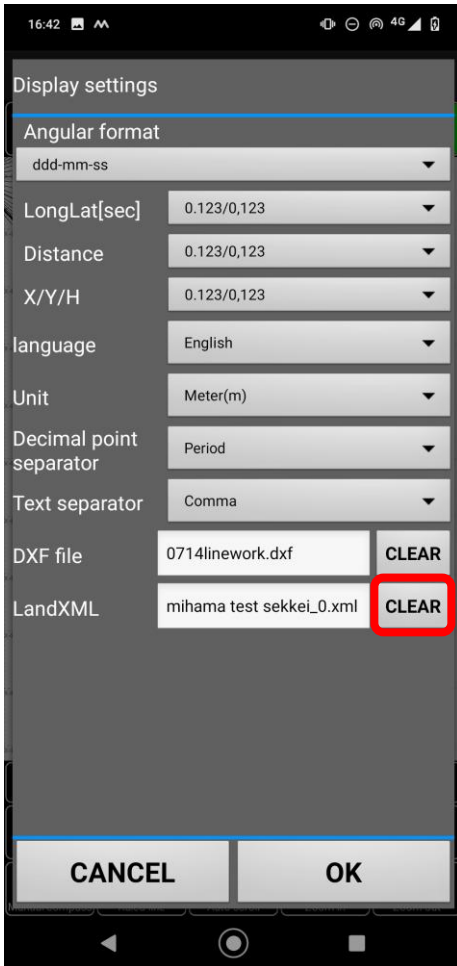 16:42
4G
Display settings
Angular format
ddd-mm-ss
LongLat[sec] 0.123/0,123
Distance 0.123/0,123
X/Y/H 0.123/0,123
language English
Unit Meter(m)
Decimal point
separator Period
Text separator Comma
DXF file 0714linework.dxf CLEAR
LandXML mihama test sekkei_0.xml CLEAR
CANCEL OK